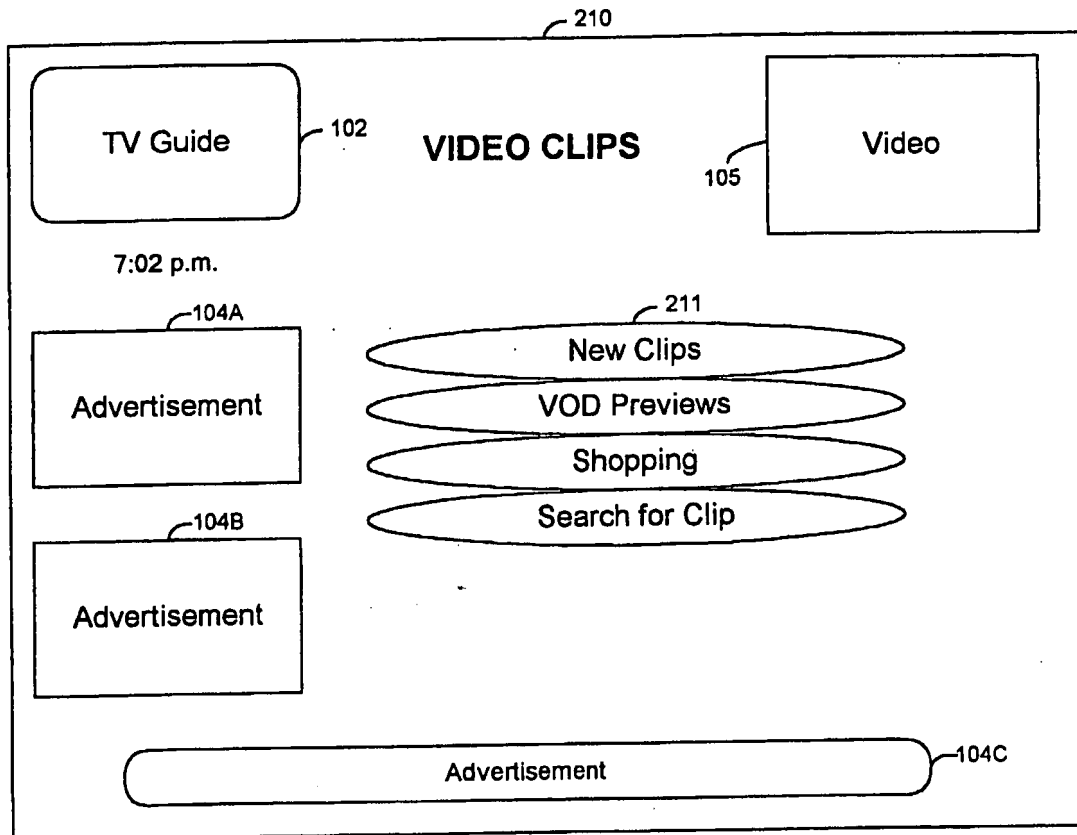 210
TV Guide
102
VIDEO CLIPS
105
Video
7:02 p.m.
104A
Advertisement
211
New Clips
VOD Previews
Shopping
Search for Clip
104B
Advertisement
Advertisement
104C